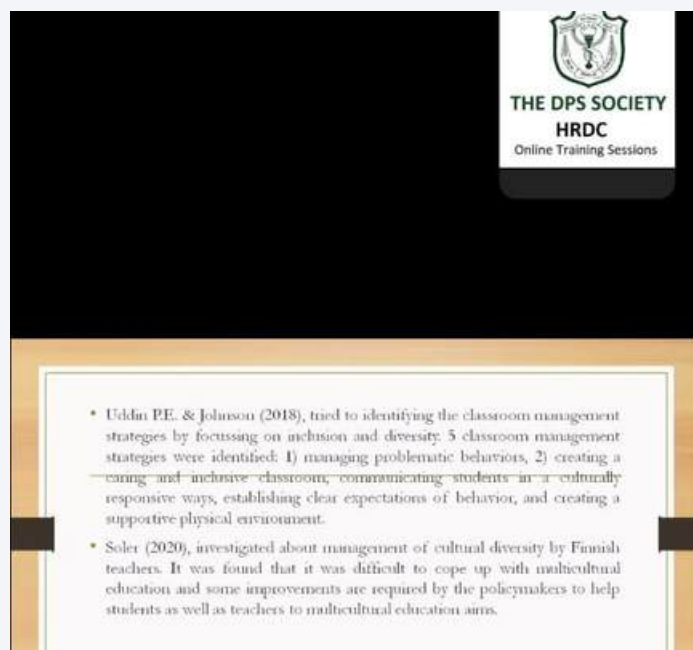 THE DPS SOCIETY
HRDC
Online Training Sessions
• Uddin P.E. & Johnson (2018), tried to identifying the classroom management
strategies by focussing on inclusion and diversity. 5 classroom management
strategies were identified: 1) managing problematic behaviors, 2) creating a
caring and inclusive classroom, communicating students in a culturally
responsive ways, establishing clear expectations of behavior, and creating a
supportive physical environment.
• Soler (2020), investigated about management of cultural diversity by Finnish
teachers. It was found that it was difficult to cope up with multicultural
education and some improvements are required by the policymakers to help
students as well as teachers to multicultural education aims.